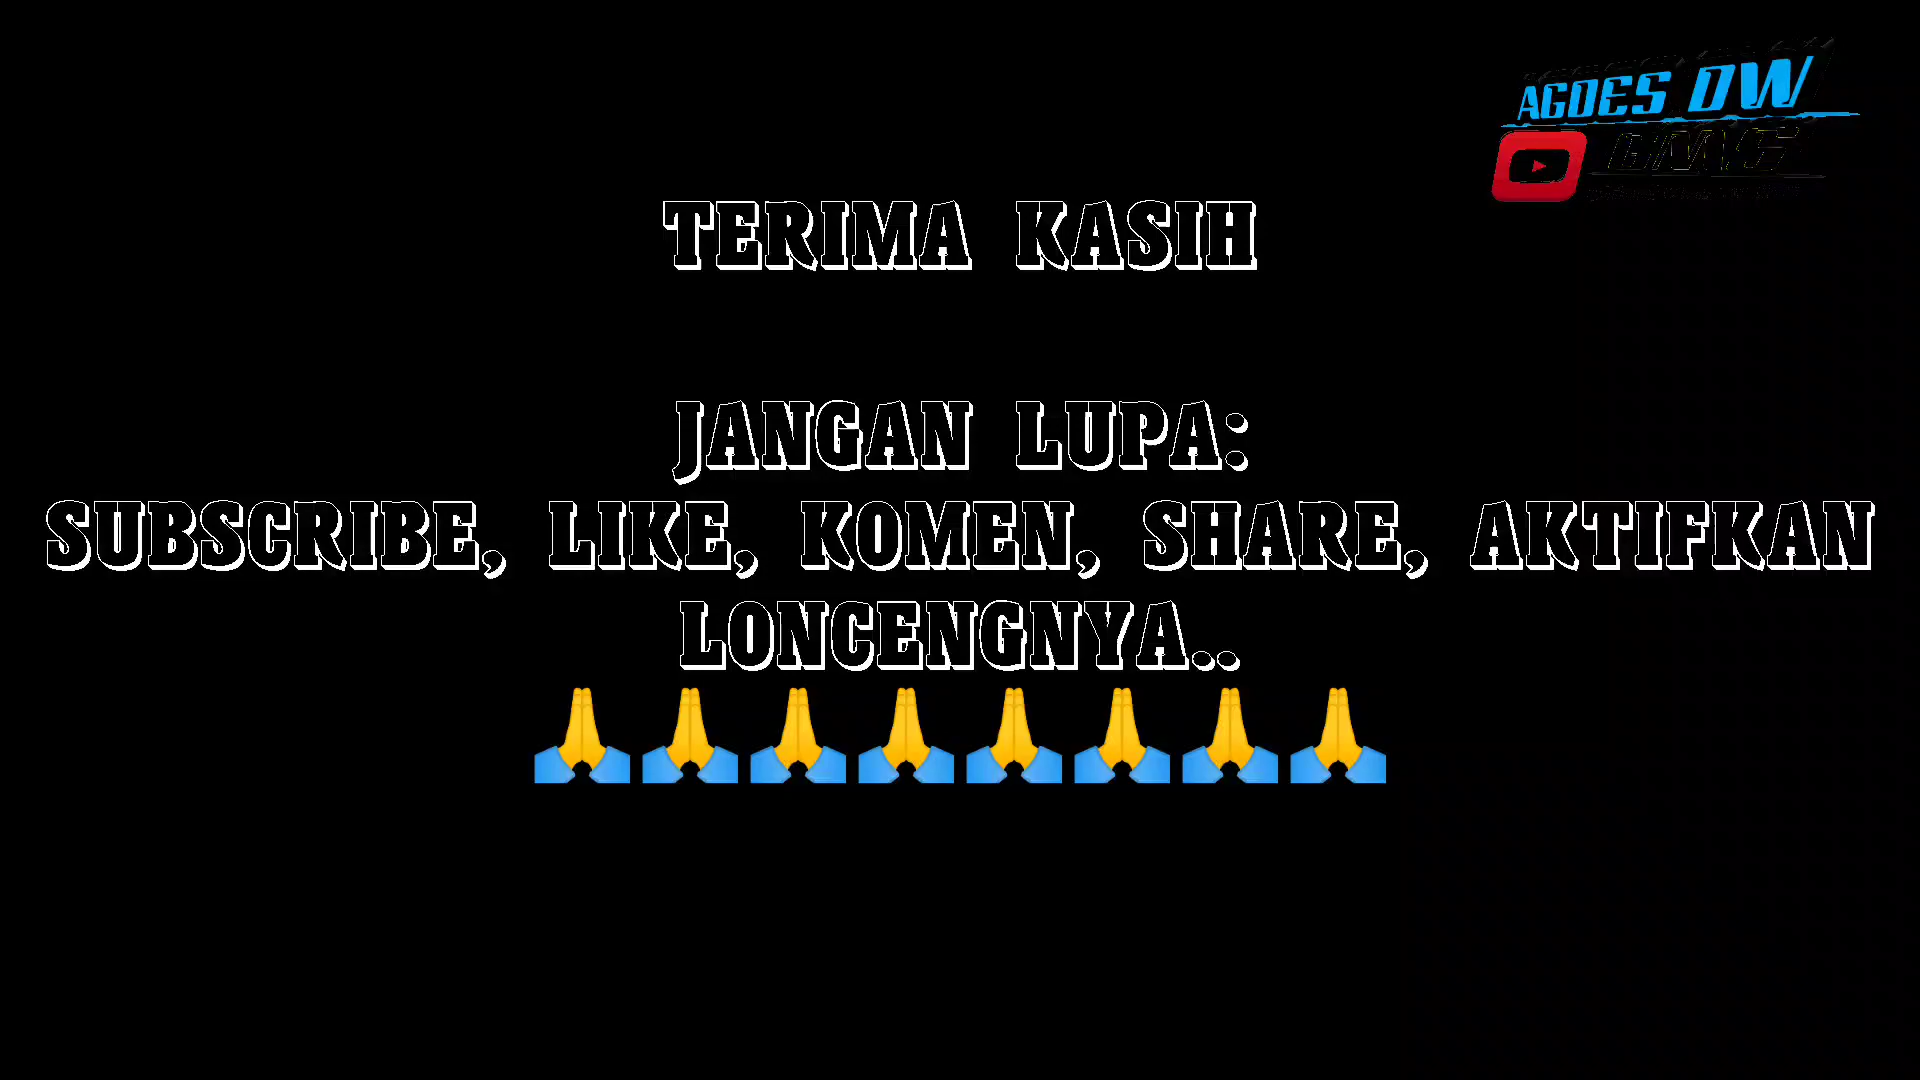 AGOES DW
TERIMA KASIH
JANGAN LUPA:
SUBSCRIBE, LIKE, KOMEN, SHARE, AKTIFKAN
LONCENGNYA..
🙏🙏🙏🙏🙏🙏🙏🙏